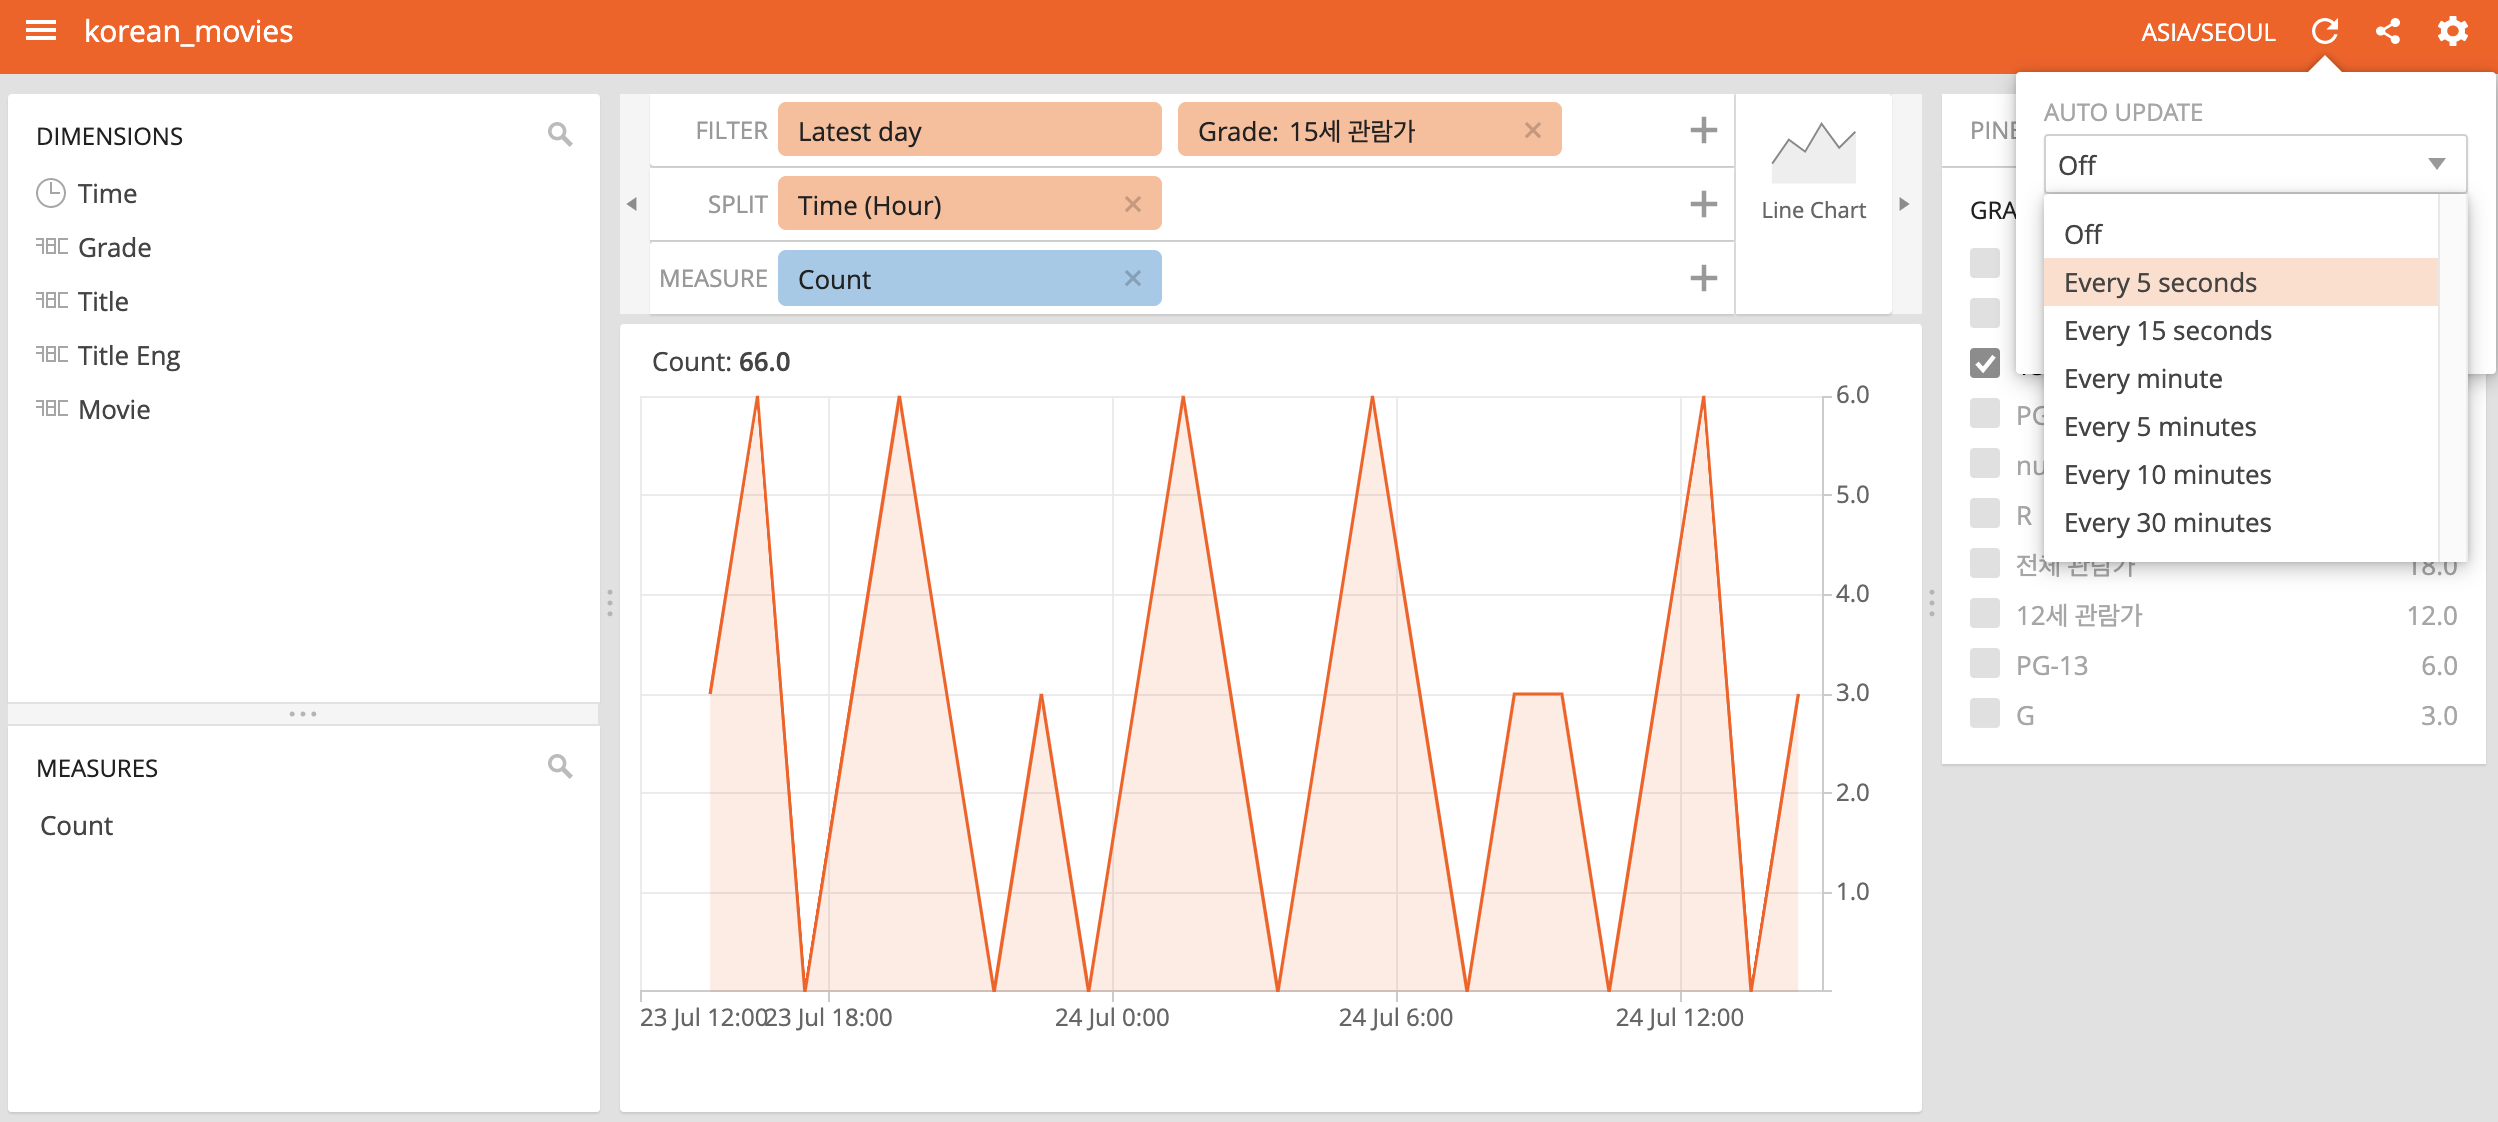 korean_movies
ASIA/SEOUL
DIMENSIONS
Time
Grade
Title
Title Eng
Movie
MEASURES
Count
FILTER
Latest day
Grade: 15세 관람가
SPLIT
Time (Hour)
MEASURE
Count
Line Chart
Count: 66.0
6.0
5.0
4.0
3.0
2.0
1.0
23 Jul 12:00
23 Jul 18:00
24 Jul 0:00
24 Jul 6:00
24 Jul 12:00
AUTO UPDATE
Off
Off
Every 5 seconds
Every 15 seconds
Every minute
Every 5 minutes
Every 10 minutes
Every 30 minutes
PINE
GRA
PG
nu
R
전체 관람가 18.0
12세 관람가 12.0
PG-13 6.0
G 3.0